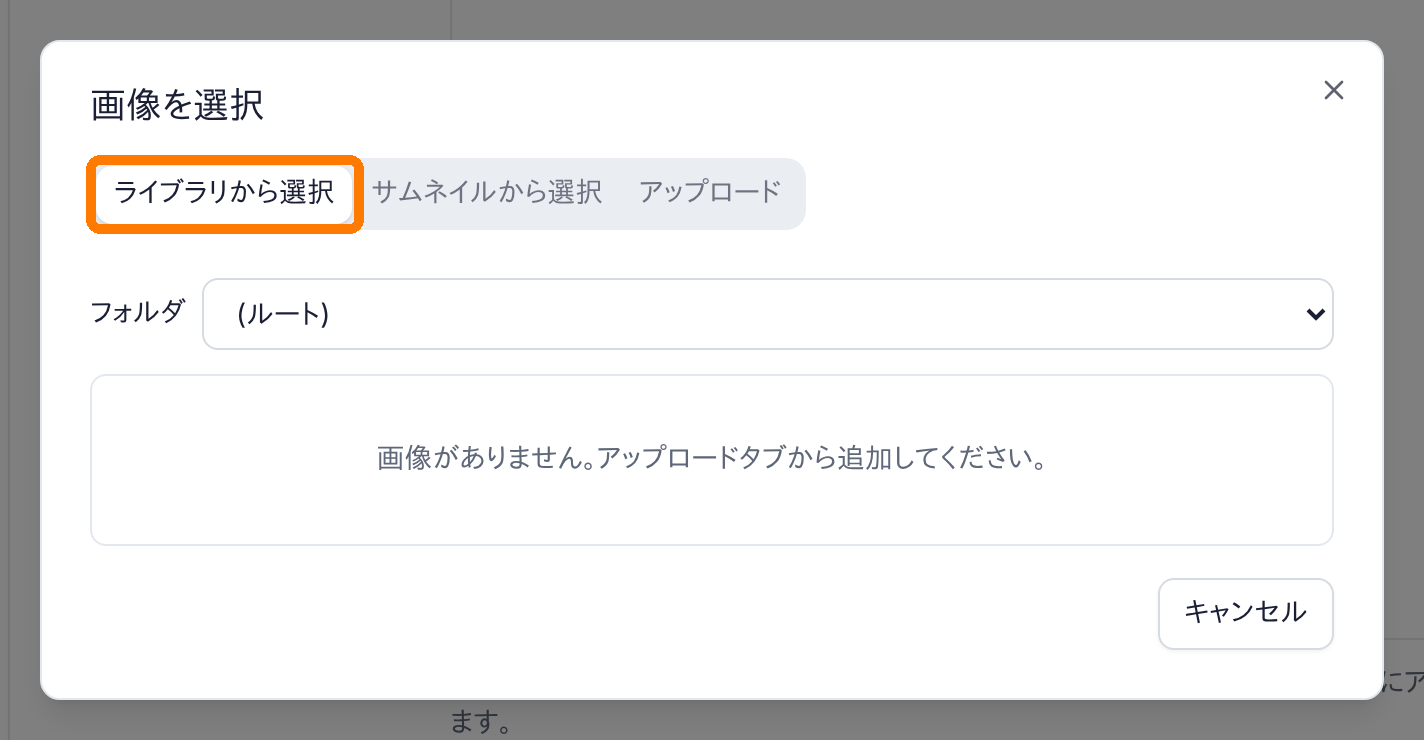 画像を選択
ライブラリから選択 サムネイルから選択 アップロード
フォルダ (ルート)
画像がありません。アップロードタブから追加してください。
キャンセル
にア
ます。